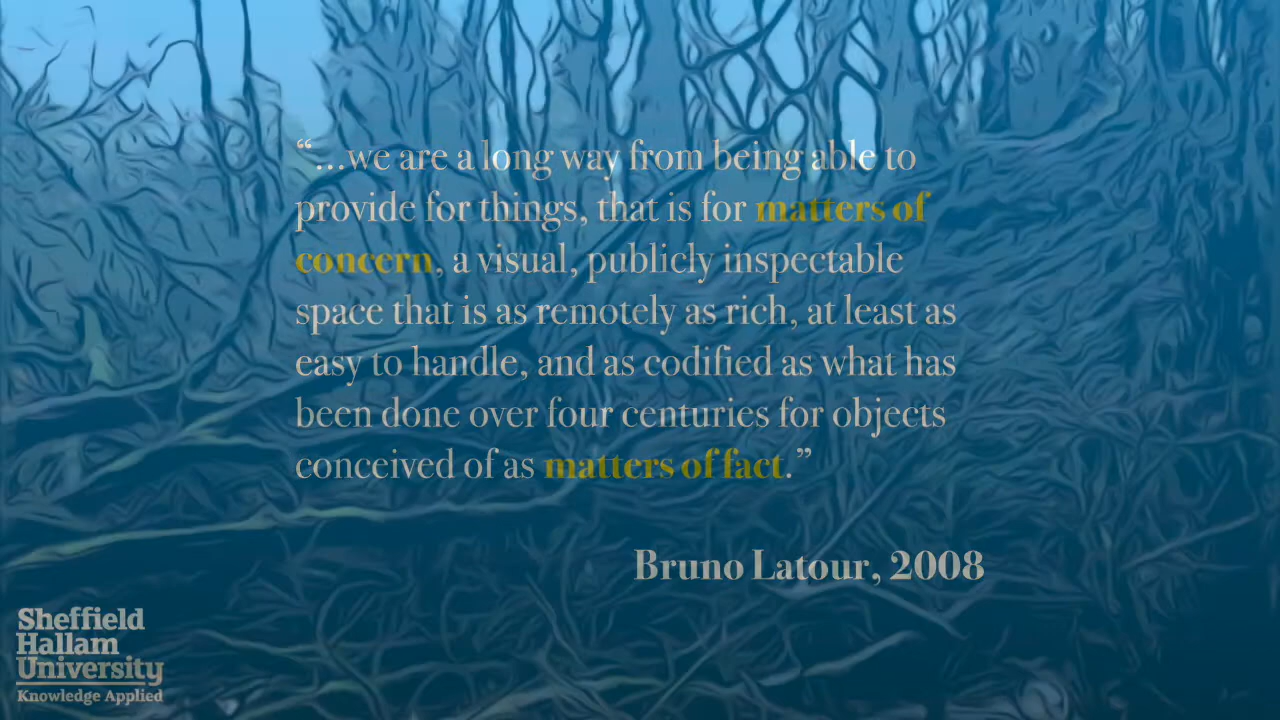 “...we are a long way from being able to
provide for things, that is for matters of
concern, a visual, publicly inspectable
space that is as remotely as rich, at least as
easy to handle, and as codified as what has
been done over four centuries for objects
conceived of as matters of fact.”
Bruno Latour, 2008
Sheffield
Hallam
University
Knowledge Applied